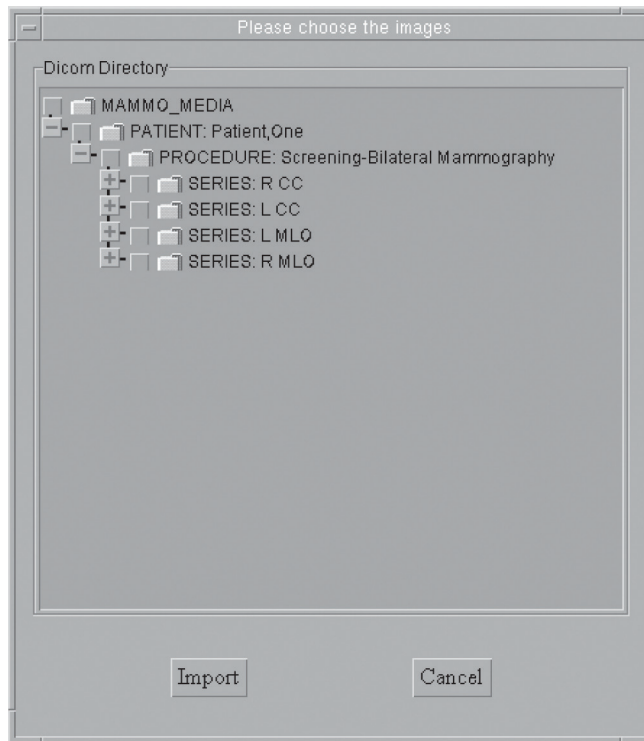 Please choose the images
Dicom Directory
MAMMO_MEDIA
PATIENT: Patient,One
PROCEDURE: Screening-Bilateral Mammography
SERIES: R CC
SERIES: L CC
SERIES: L MLO
SERIES: R MLO
Import Cancel